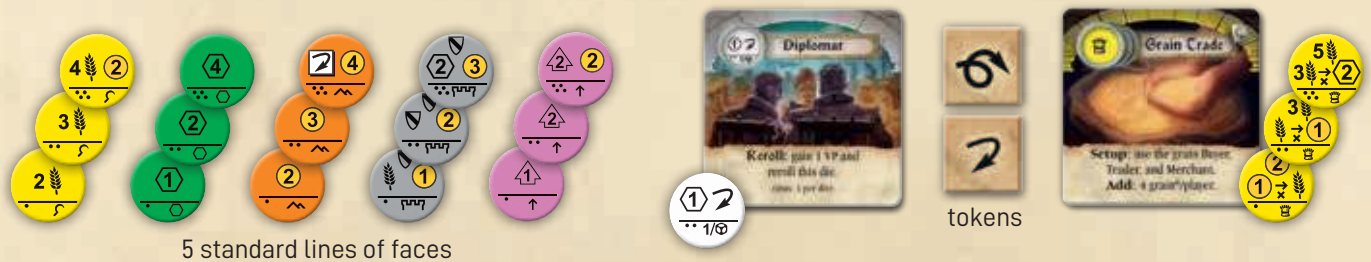 4 2
3
2
4
2
1
4
3
2
2 3
2
1
2 2
2
1
5 standard lines of faces
1
Diplomat
Reroll: gain 1 VP and
reroll this die.
1
1/
tokens
Grain Trade
Setup: use the grain Buyer,
Trader, and Merchant.
Add: 4 grain/player.
5
3 2
3
1
2
1